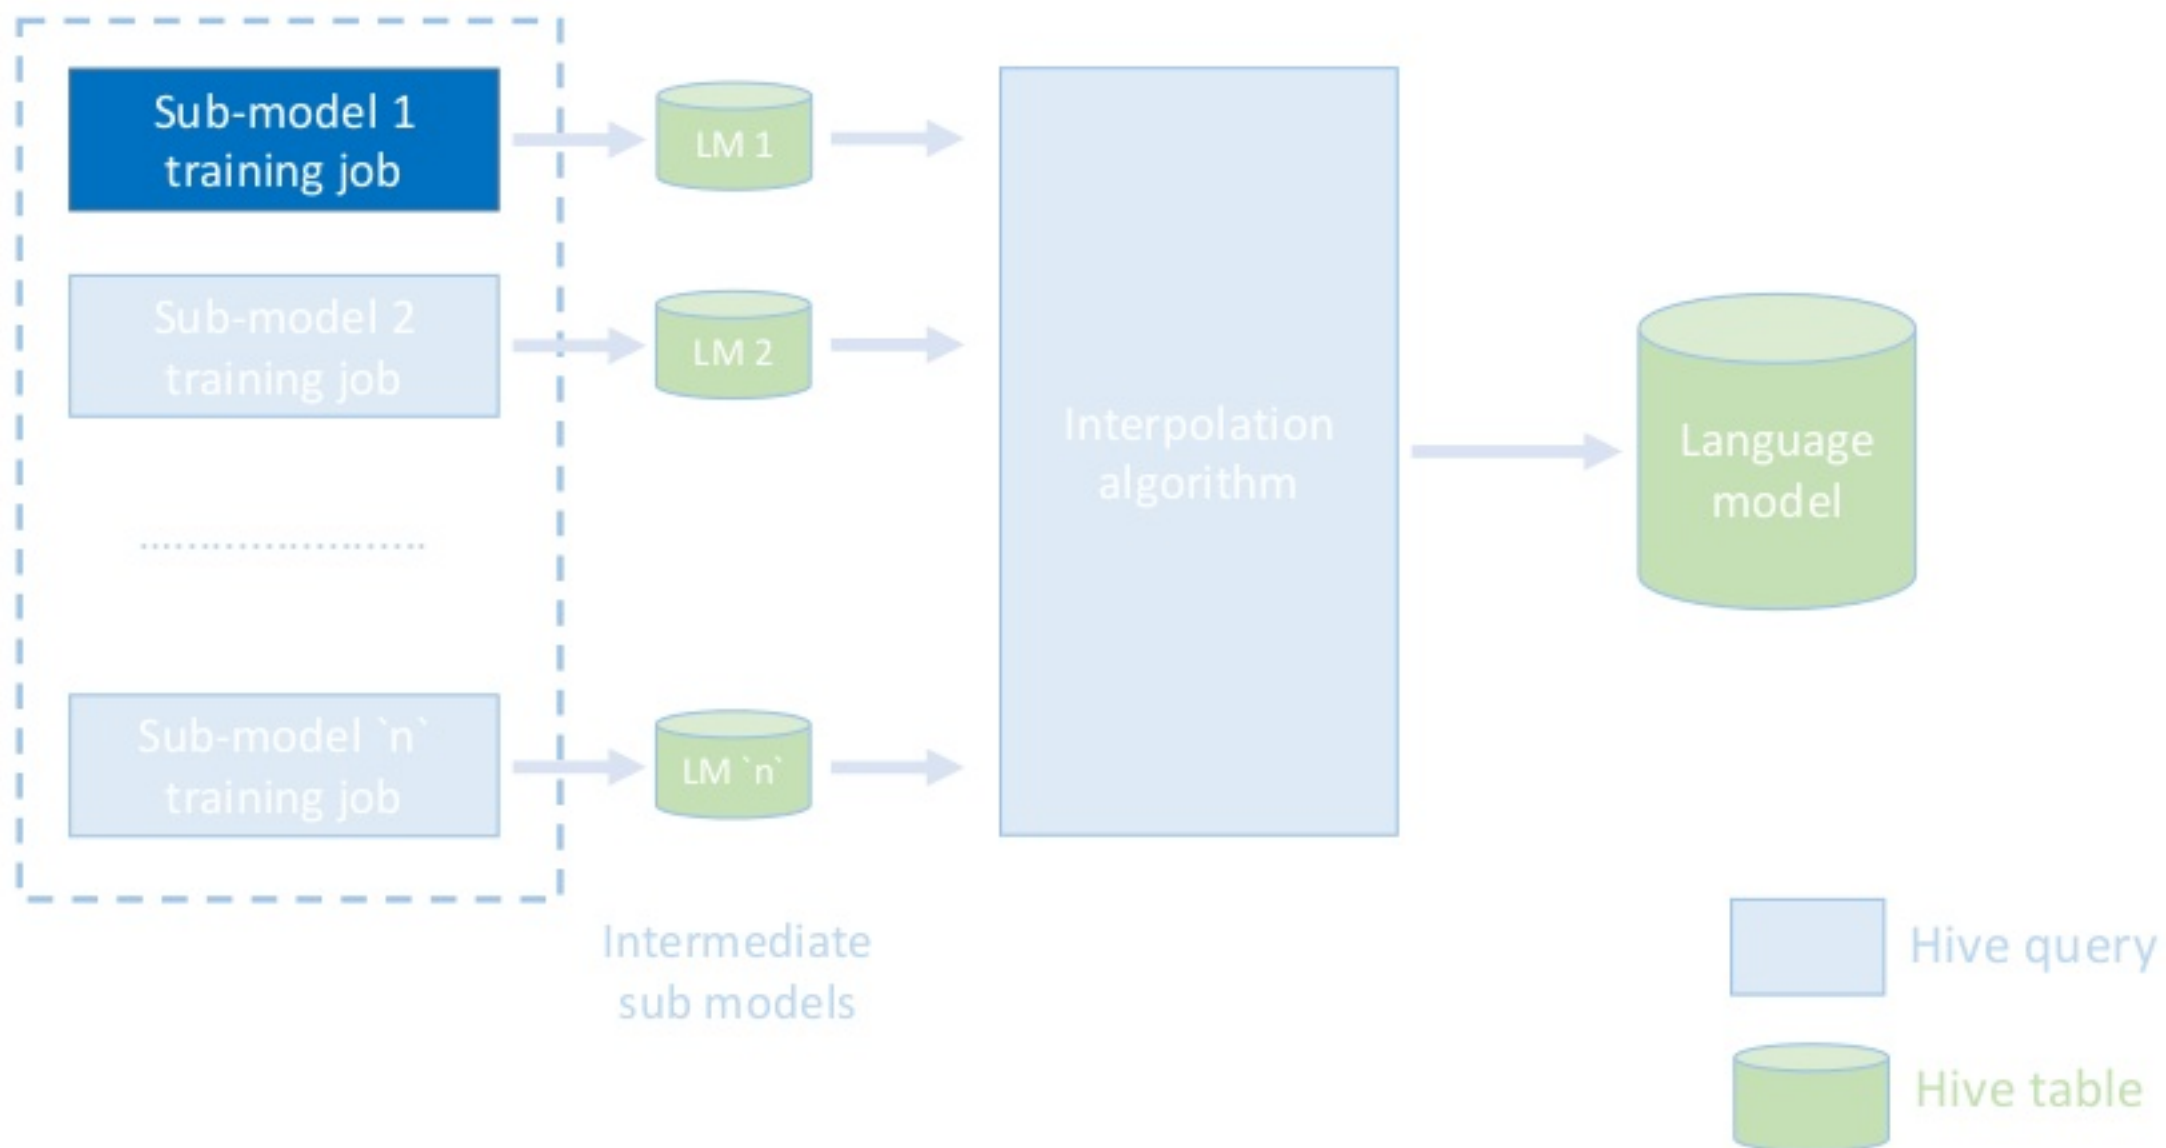 Sub-model 1
training job
LM 1
Sub-model 2
training job
LM 2
Interpolation
algorithm
Language
model
Sub-model `n`
training job
LM `n`
Intermediate
sub models
Hive query
Hive table